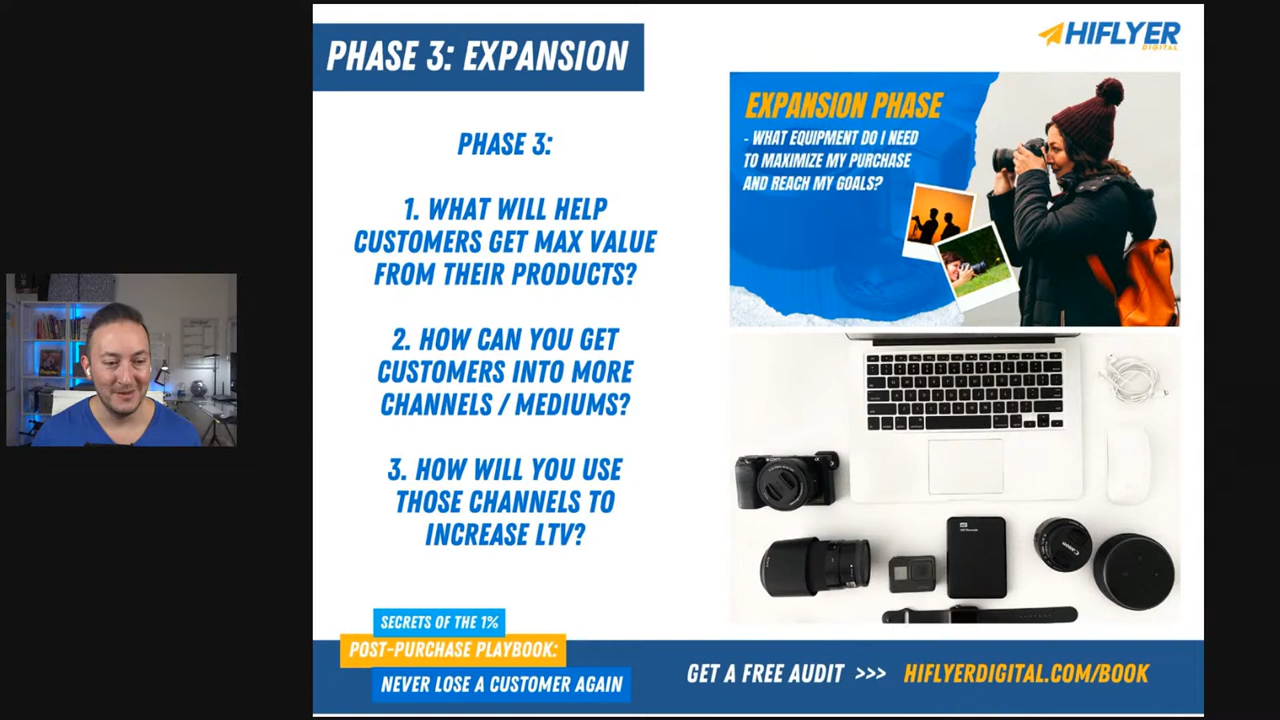 PHASE 3: EXPANSION
HIFLYER
DIGITAL
PHASE 3:
1. WHAT WILL HELP
CUSTOMERS GET MAX VALUE
FROM THEIR PRODUCTS?
2. HOW CAN YOU GET
CUSTOMERS INTO MORE
CHANNELS / MEDIUMS?
3. HOW WILL YOU USE
THOSE CHANNELS TO
INCREASE LTV?
EXPANSION PHASE
- WHAT EQUIPMENT DO I NEED
TO MAXIMIZE MY PURCHASE
AND REACH MY GOALS?
SONY
WD
Canon
SECRETS OF THE 1%
POST-PURCHASE PLAYBOOK:
NEVER LOSE A CUSTOMER AGAIN
GET A FREE AUDIT >>> HIFLYERDIGITAL.COM/BOOK